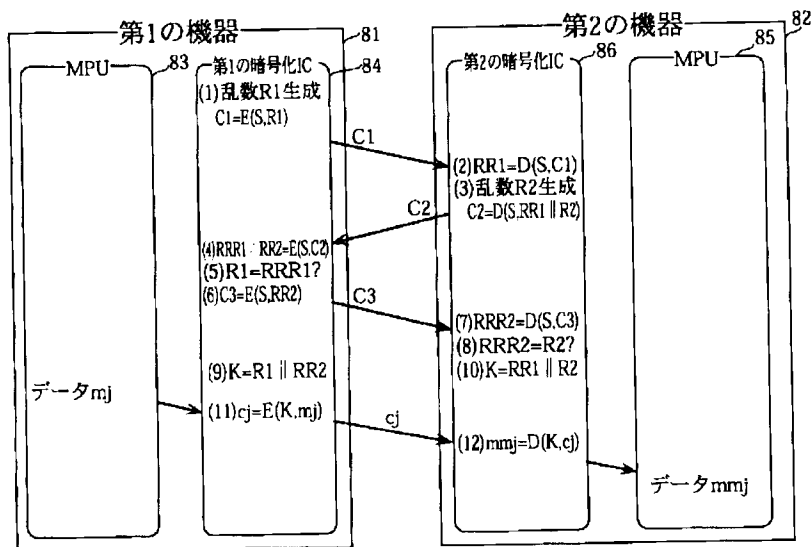 第1の機器
81
MPU
83
第1の暗号化IC
84
(1)乱数R1生成
C1=E(S,R1)
C1
第2の機器
82
第2の暗号化IC
86
MPU
85
(2)RR1=D(S,C1)
(3)乱数R2生成
C2=D(S,RR1∥R2)
C2
(4)RRR1∥RR2=E(S,C2)
(5)R1=RRR1?
(6)C3=E(S,RR2)
C3
(7)RRR2=D(S,C3)
(8)RRR2=R2?
(9)K=R1∥RR2
(10)K=RR1∥R2
データmj
(11)cj=E(K,mj)
cj
(12)mmj=D(K,cj)
データmmj